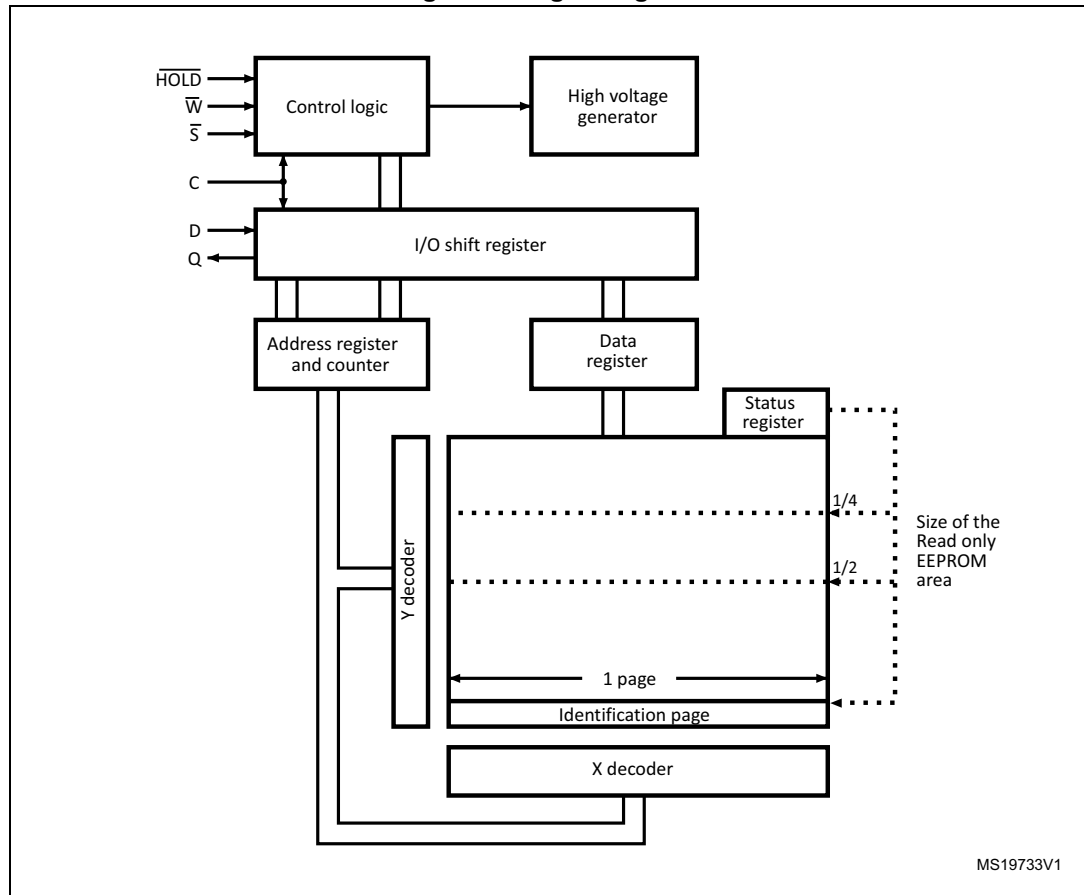 HOLD
W
S
C
D
Q
Control logic
High voltage
generator
I/O shift register
Address register
and counter
Data
register
Status
register
Y decoder
1/4
1/2
Size of the
Read only
EEPROM
area
1 page
Identification page
X decoder
MS19733V1